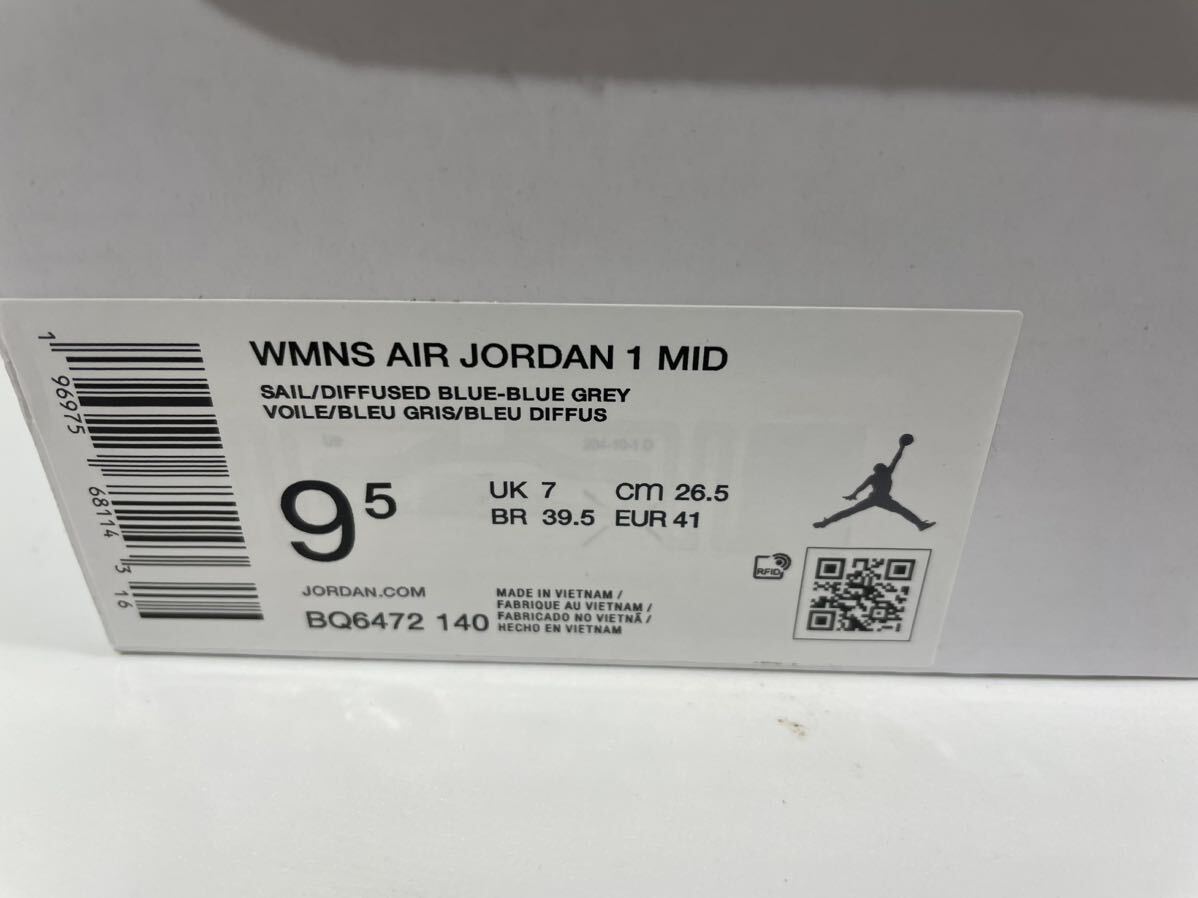 WMNS AIR JORDAN 1 MID
SAIL/DIFFUSED BLUE-BLUE GREY
VOILE/BLEU GRIS/BLEU DIFFUS
9⁵
UK 7 cm 26.5
BR 39.5 EUR 41
JORDAN.COM
BQ6472 140
MADE IN VIETNAM /
FABRIQUE AU VIETNAM /
FABRICADO NO VIETNÃ /
HECHO EN VIETNAM
RFID
1 96975 68114 3 16